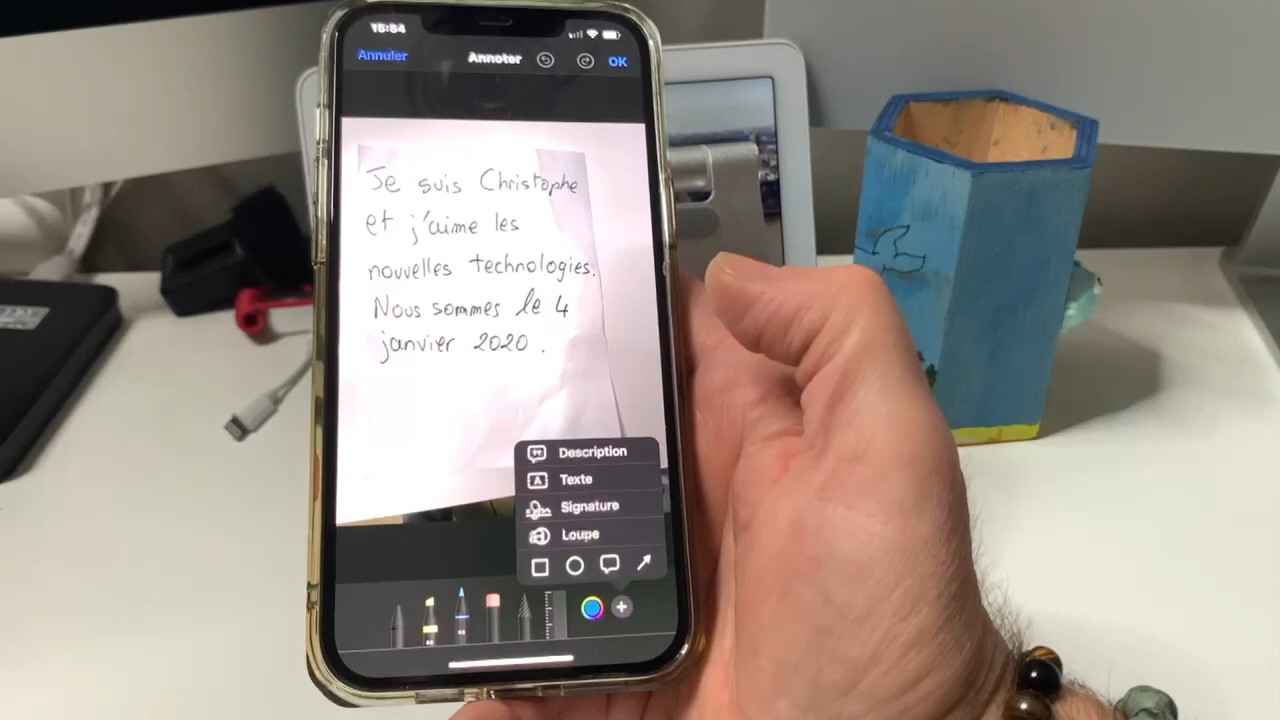 15:54
Annuler Annoter OK
Je suis Christophe
et j'aime les
nouvelles technologies.
Nous sommes le 4
janvier 2020.
Description
Texte
Signature
Loupe